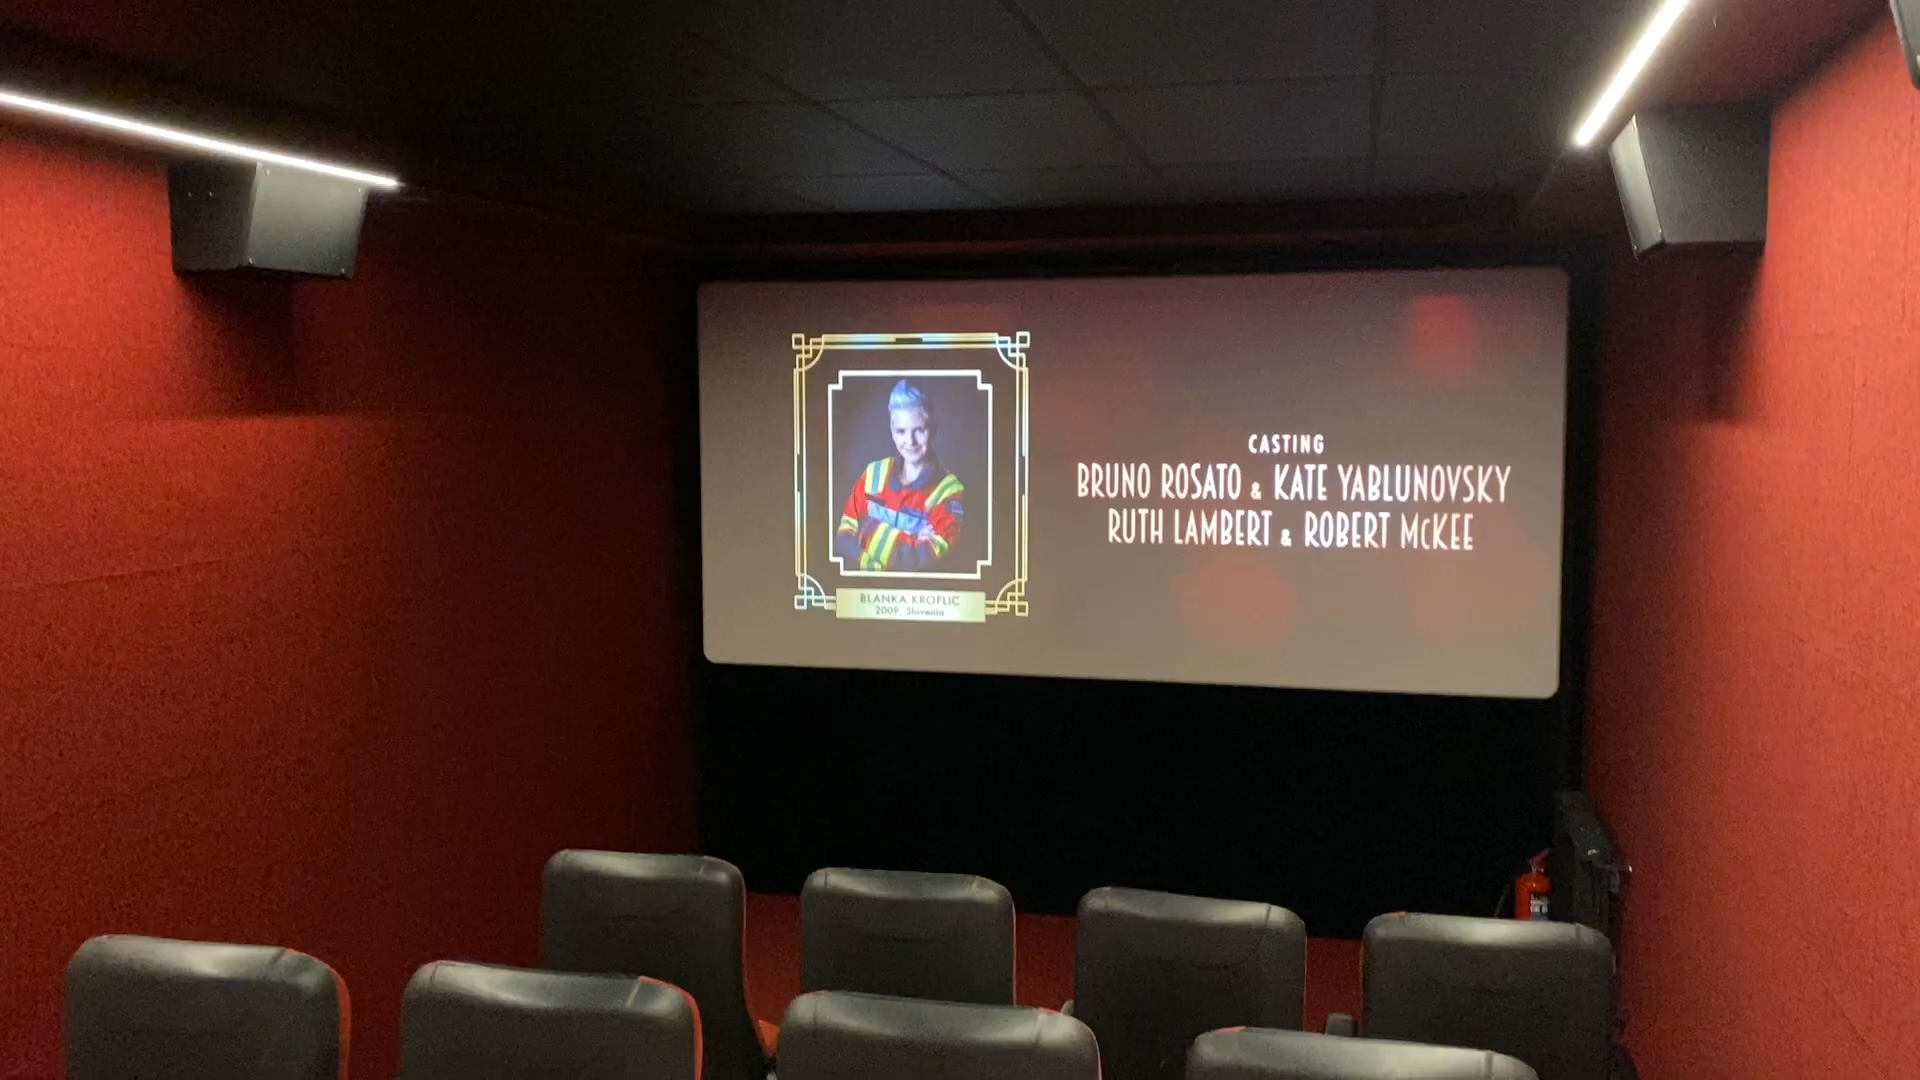 CASTING
BRUNO ROSATO & KATE YABLUNOVSKY
RUTH LAMBERT & ROBERT McKEE
BLANKA KROFLIC
2009, Slovenia